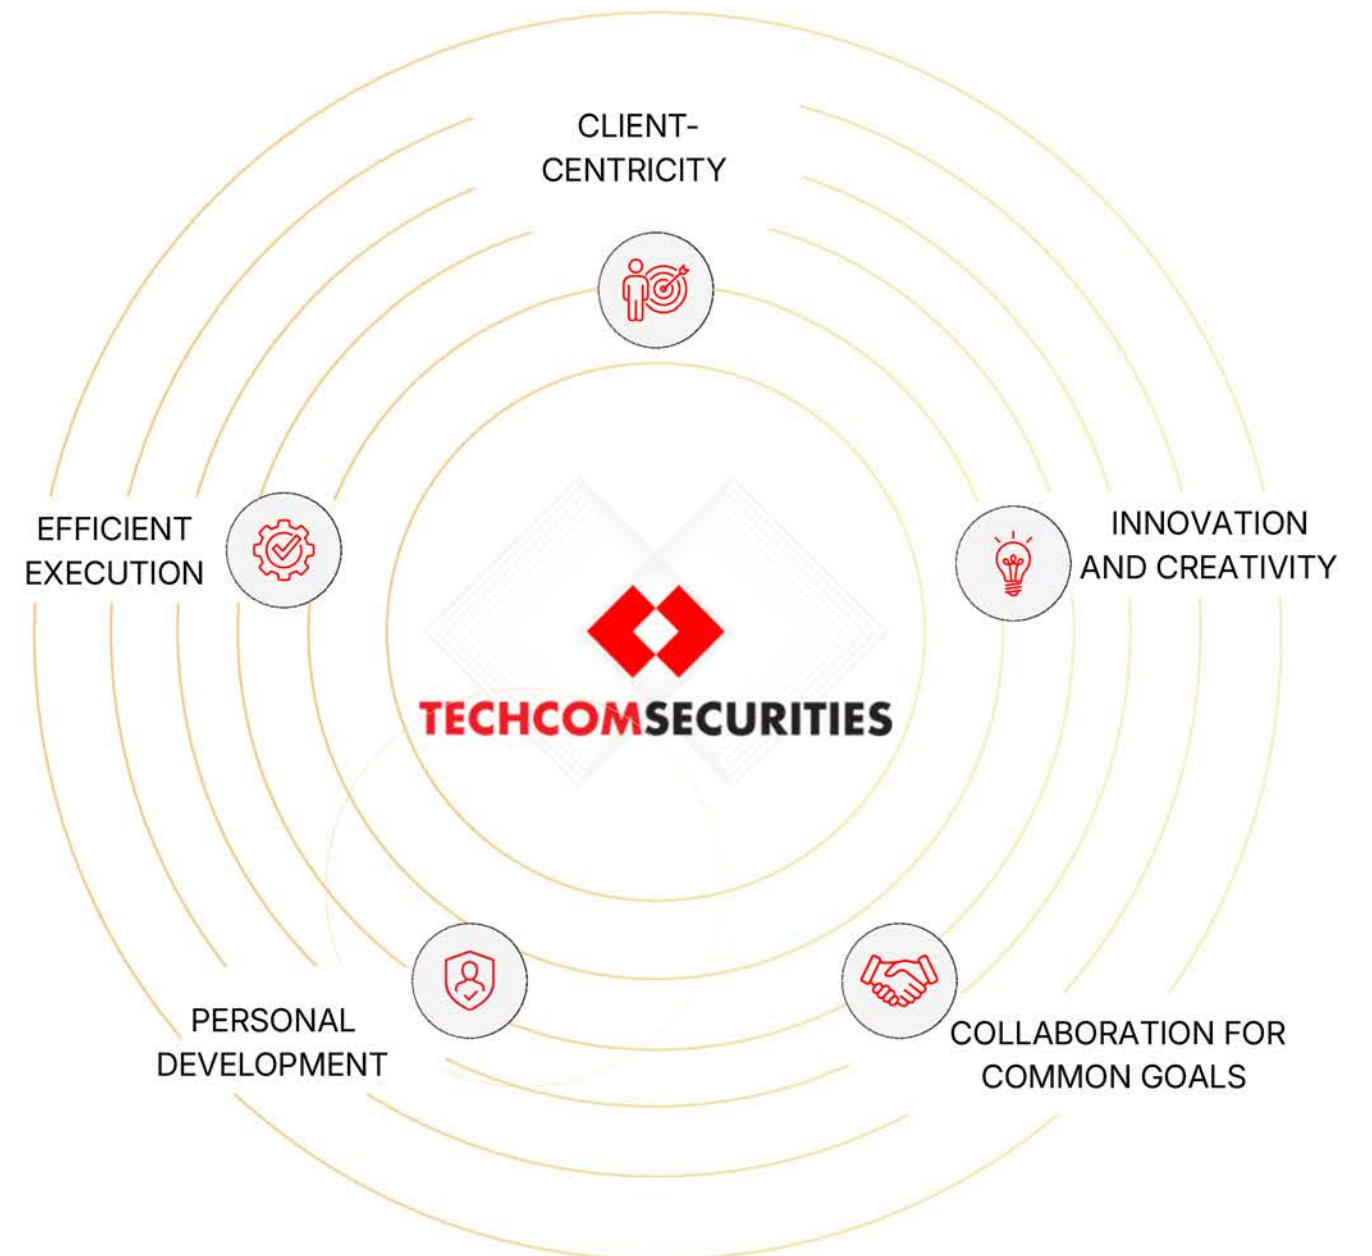 CLIENT-
CENTRICITY
EFFICIENT
EXECUTION
INNOVATION
AND CREATIVITY
TECHCOMSECURITIES
PERSONAL
DEVELOPMENT
COLLABORATION FOR
COMMON GOALS